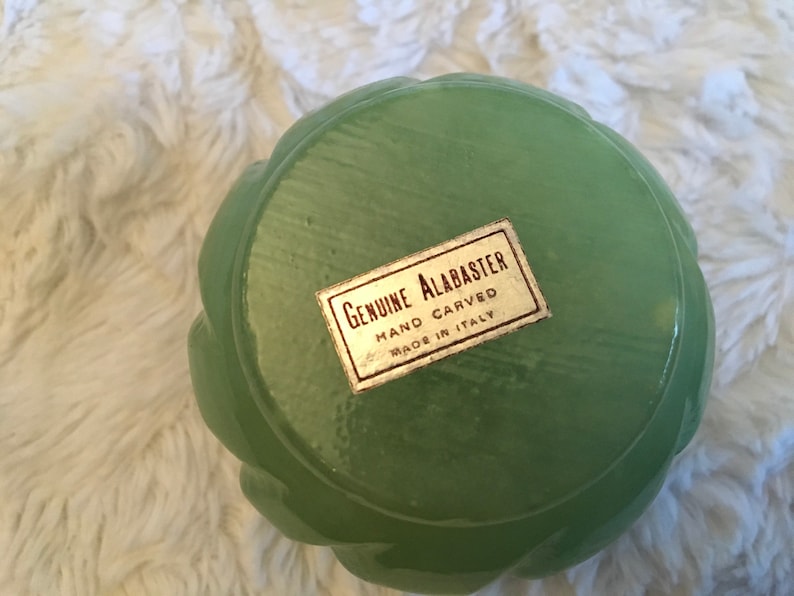 GENUINE ALABASTER
HAND CARVED
MADE IN ITALY